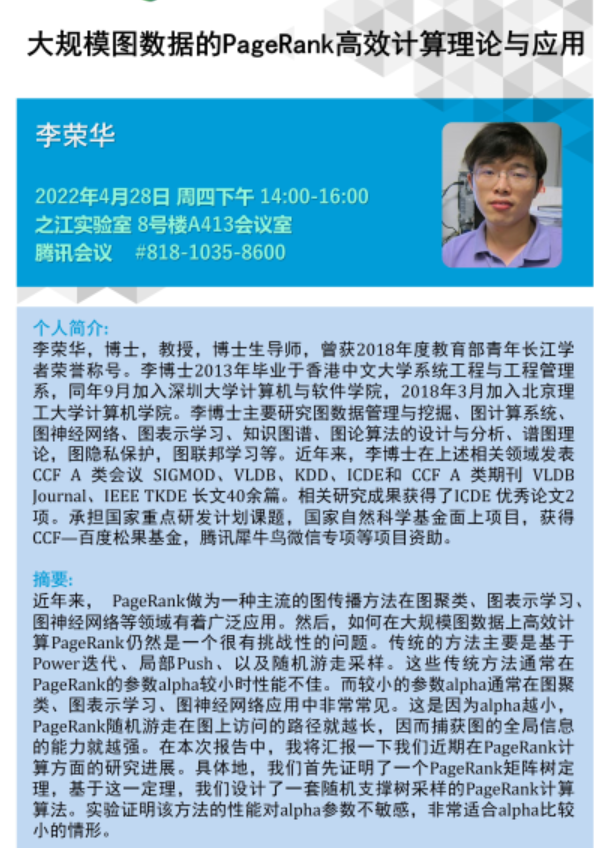 大规模图数据的PageRank高效计算理论与应用
李荣华
2022年4月28日 周四下午 14:00-16:00
之江实验室 8号楼A413会议室
腾讯会议 #818-1035-8600
个人简介:
李荣华，博士，教授，博士生导师，曾获2018年度教育部青年长江学
者荣誉称号。李博士2013年毕业于香港中文大学系统工程与工程管理
系，同年9月加入深圳大学计算机与软件学院，2018年3月加入北京理
工大学计算机学院。李博士主要研究图数据管理与挖掘、图计算系统、
图神经网络、图表示学习、知识图谱、图论算法的设计与分析、谱图理
论，图隐私保护，图联邦学习等。近年来，李博士在上述相关领域发表
CCF A 类会议 SIGMOD、VLDB、KDD、ICDE和 CCF A 类期刊 VLDB
Journal、IEEE TKDE 长文40余篇。相关研究成果获得了ICDE 优秀论文2
项。承担国家重点研发计划课题，国家自然科学基金面上项目，获得
CCF—百度松果基金，腾讯犀牛鸟微信专项等项目资助。
摘要:
近年来， PageRank做为一种主流的图传播方法在图聚类、图表示学习、
图神经网络等领域有着广泛应用。然后，如何在大规模图数据上高效计
算PageRank仍然是一个很有挑战性的问题。传统的方法主要是基于
Power迭代、局部Push、以及随机游走采样。这些传统方法通常在
PageRank的参数alpha较小时性能不佳。而较小的参数alpha通常在图聚
类、图表示学习、图神经网络应用中非常常见。这是因为alpha越小，
PageRank随机游走在图上访问的路径就越长，因而捕获图的全局信息
的能力就越强。在本次报告中，我将汇报一下我们近期在PageRank计
算方面的研究进展。具体地，我们首先证明了一个PageRank矩阵树定
理，基于这一定理，我们设计了一套随机支撑树采样的PageRank计算
算法。实验证明该方法的性能对alpha参数不敏感，非常适合alpha比较
小的情形。